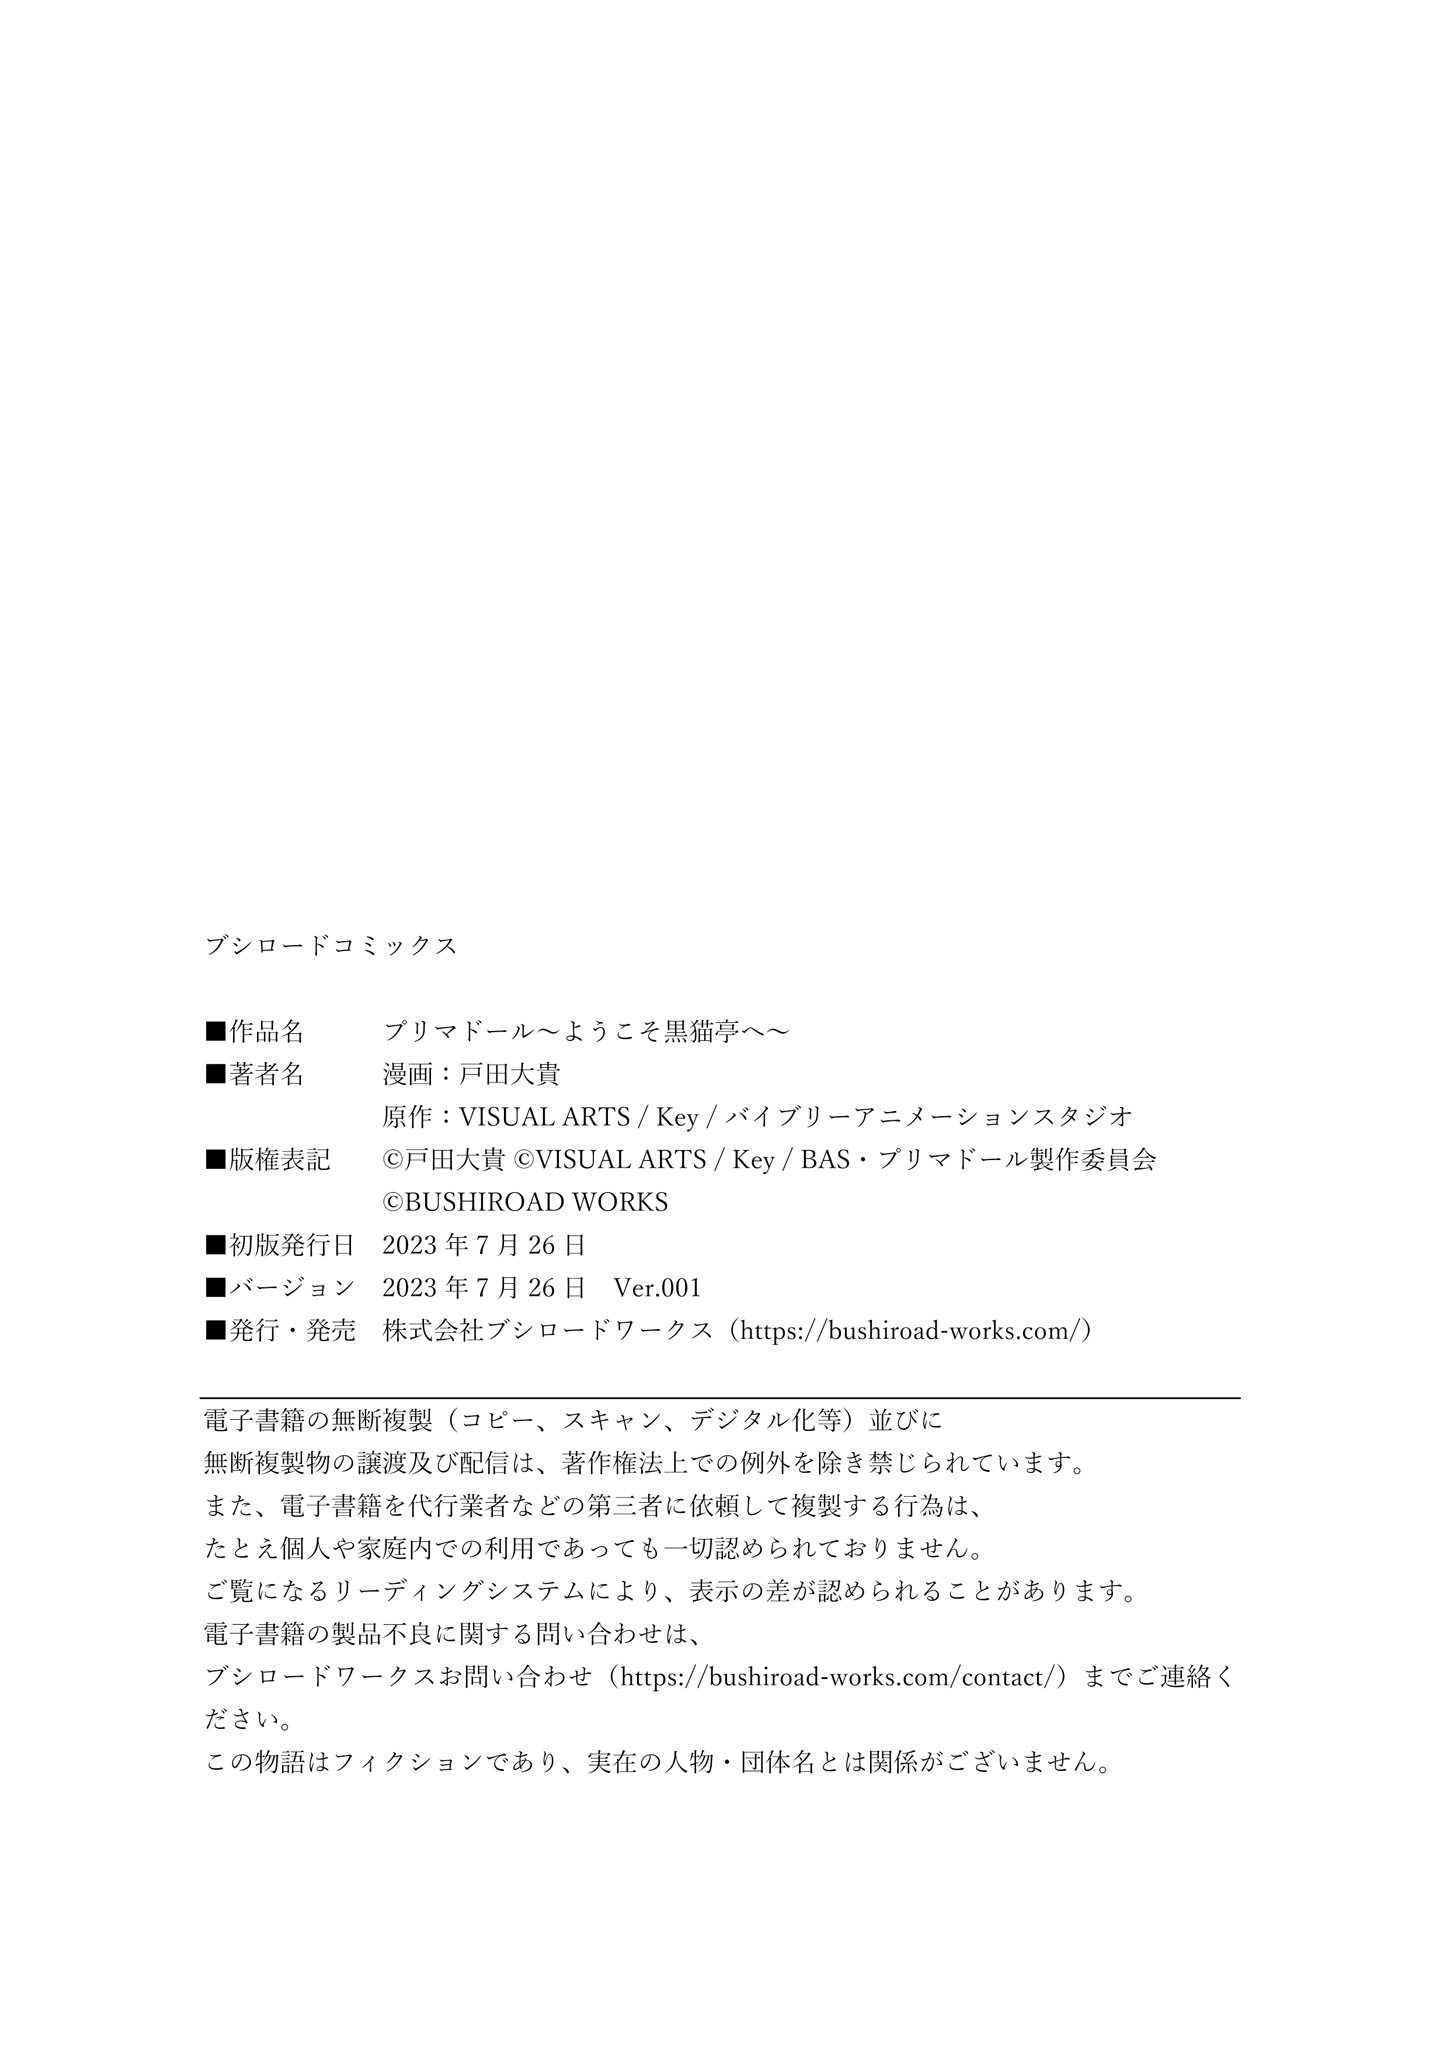 ブシロードコミックス
■作品名　プリマドール～ようこそ黒猫亭へ～
■著者名　漫画：戸田大貴
原作：VISUAL ARTS / Key / バイブリーアニメーションスタジオ
■版権表記　©戸田大貴 ©VISUAL ARTS / Key / BAS・プリマドール製作委員会
©BUSHIROAD WORKS
■初版発行日　2023 年 7 月 26 日
■バージョン　2023 年 7 月 26 日　Ver.001
■発行・発売　株式会社ブシロードワークス（https://bushiroad-works.com/）
電子書籍の無断複製（コピー、スキャン、デジタル化等）並びに
無断複製物の譲渡及び配信は、著作権法上での例外を除き禁じられています。
また、電子書籍を代行業者などの第三者に依頼して複製する行為は、
たとえ個人や家庭内での利用であっても一切認められておりません。
ご覧になるリーディングシステムにより、表示の差が認められることがあります。
電子書籍の製品不良に関する問い合わせは、
ブシロードワークスお問い合わせ（https://bushiroad-works.com/contact/）までご連絡く
ださい。
この物語はフィクションであり、実在の人物・団体名とは関係がございません。